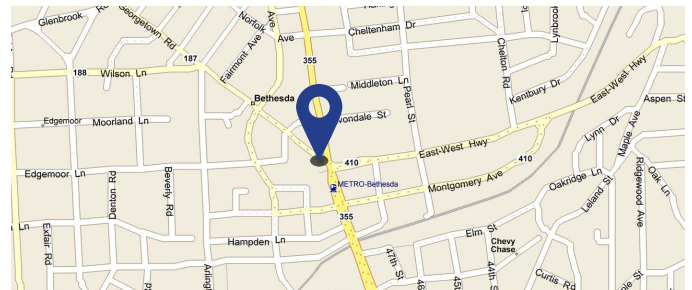 Glenbrook
Rd
Georgetown Rd
Norfolk
Ave
Ave
Cheltenham Dr
187
Fairmont Ave
355
188
Wilson Ln
Middleton Ln
Pearl St
Chelton Rd
Kentbury Dr
East-West Hwy
Bethesda
Aspen St
Edgemoor
Moorland Ln
Lynn Dr
Maple Ave
East-West Hwy
410
410
Edgemoor Ln
Denton Rd
Beverly Rd
METRO-Bethesda
Montgomery Ave
Oakridge Ln
Leland St
Ridgewood Ave
Oak Ln
Ln
355
Exfair Rd
Hampden Ln
Elm St
Chevy
Chase
47th St
44th St
Curtis Rd